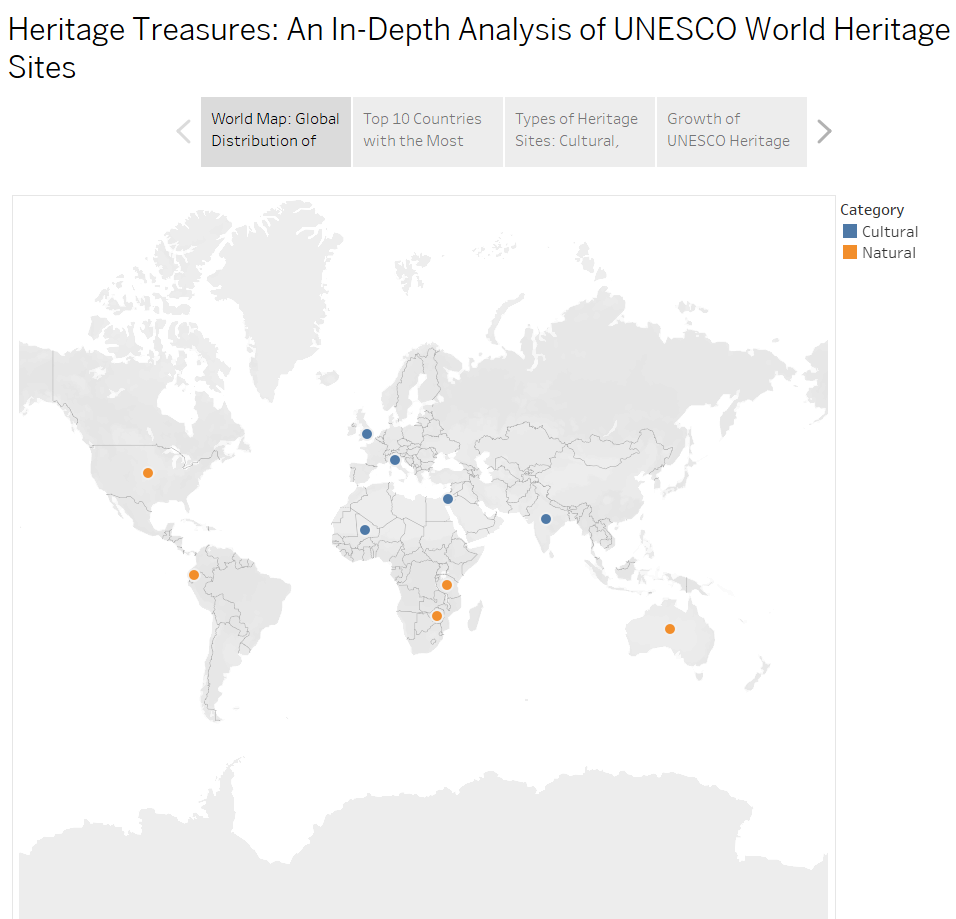 Heritage Treasures: An In-Depth Analysis of UNESCO World Heritage
Sites
World Map: Global
Distribution of
Top 10 Countries
with the Most
Types of Heritage
Sites: Cultural,
Growth of
UNESCO Heritage
Category
Cultural
Natural